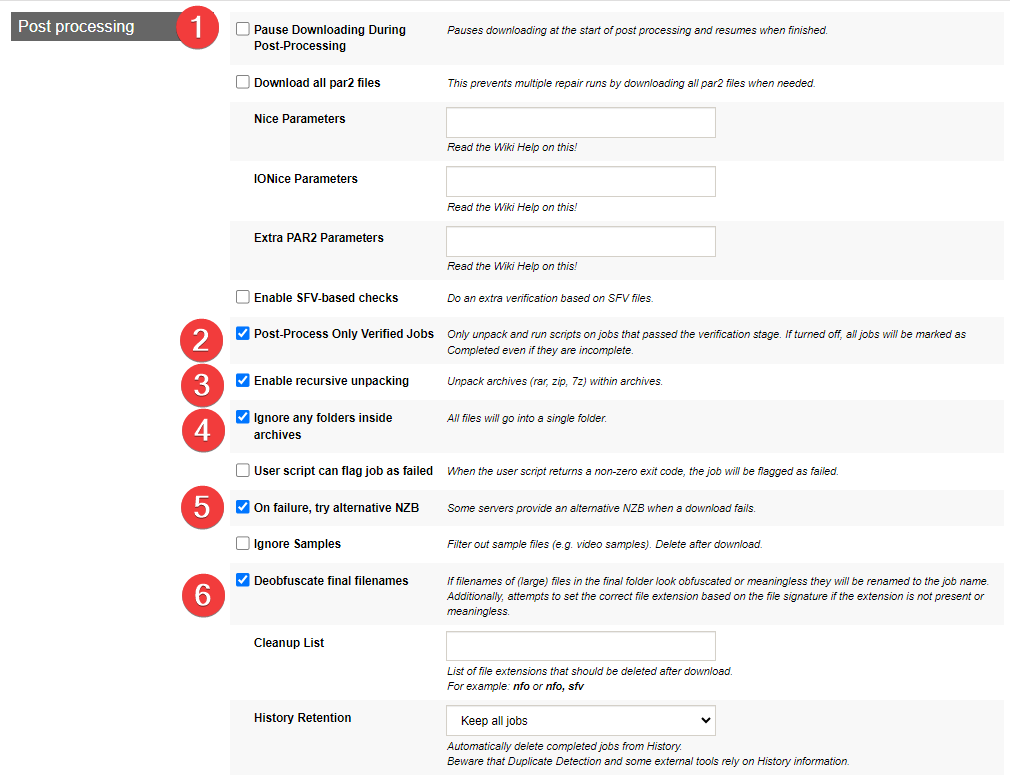 Post processing
1
Pause Downloading During
Post-Processing
Pauses downloading at the start of post processing and resumes when finished.
Download all par2 files
This prevents multiple repair runs by downloading all par2 files when needed.
Nice Parameters
Read the Wiki Help on this!
IONice Parameters
Read the Wiki Help on this!
Extra PAR2 Parameters
Read the Wiki Help on this!
Enable SFV-based checks
Do an extra verification based on SFV files.
2
Post-Process Only Verified Jobs
Only unpack and run scripts on jobs that passed the verification stage. If turned off, all jobs will be marked as
Completed even if they are incomplete.
3
Enable recursive unpacking
Unpack archives (rar, zip, 7z) within archives.
4
Ignore any folders inside
archives
All files will go into a single folder.
User script can flag job as failed
When the user script returns a non-zero exit code, the job will be flagged as failed.
5
On failure, try alternative NZB
Some servers provide an alternative NZB when a download fails.
Ignore Samples
Filter out sample files (e.g. video samples). Delete after download.
6
Deobfuscate final filenames
If filenames of (large) files in the final folder look obfuscated or meaningless they will be renamed to the job name.
Additionally, attempts to set the correct file extension based on the file signature if the extension is not present or
meaningless.
Cleanup List
List of file extensions that should be deleted after download.
For example: nfo or nfo, sfv
History Retention
Keep all jobs
Automatically delete completed jobs from History.
Beware that Duplicate Detection and some external tools rely on History information.